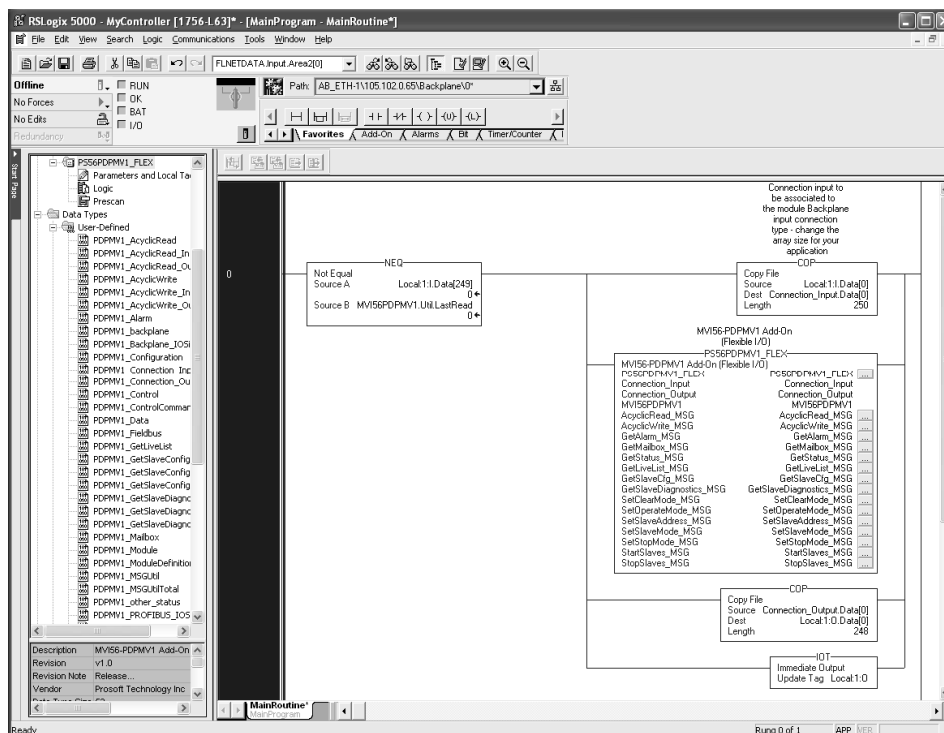 RSLogix 5000 - MyController [1756-L63]* - [MainProgram - MainRoutine*]
File Edit View Search Logic Communications Tools Window Help
FLNETDATA.Input.Area2[0]
Offline
RUN
No Forces
OK
No Edits
BAT
Redundancy
I/O
Path: AB_ETH-1\105.102.0.65\Backplane\0*
Favorites Add-On Alarms Bit Timer/Counter
Start Page
PS56PDPMV1_FLEX
Parameters and Local Ta
Logic
Prescan
Data Types
User-Defined
PDPMV1_AcyclicRead
PDPMV1_AcyclicRead_In
PDPMV1_AcyclicRead_Ou
PDPMV1_AcyclicWrite
PDPMV1_AcyclicWrite_In
PDPMV1_AcyclicWrite_Ou
PDPMV1_Alarm
PDPMV1_backplane
PDPMV1_Backplane_IOSi
PDPMV1_Configuration
PDPMV1_Connection_Inp
PDPMV1_Connection_Ou
PDPMV1_Control
PDPMV1_ControlComman
PDPMV1_Data
PDPMV1_Fieldbus
PDPMV1_GetLiveList
PDPMV1_GetSlaveConfig
PDPMV1_GetSlaveConfig
PDPMV1_GetSlaveConfig
PDPMV1_GetSlaveDiagnc
PDPMV1_GetSlaveDiagnc
PDPMV1_GetSlaveDiagnc
PDPMV1_Mailbox
PDPMV1_Module
PDPMV1_ModuleDefinition
PDPMV1_MSGUtil
PDPMV1_MSGUtilTotal
PDPMV1_other_status
PDPMV1_PROFIBUS_IOS
Description MVI56-PDPMV1 Add-On
Revision v1.0
Revision Note Release...
Vendor Prosoft Technology Inc
0
NEQ
Not Equal
Source A Local:1:I.Data[249]
0
Source B MVI56PDPMV1.Util.LastRead
0
Connection input to
be associated to
the module Backplane
input connection
type - change the
array size for your
application
COP
Copy File
Source Local:1:I.Data[0]
Dest Connection_Input.Data[0]
Length 250
MVI56-PDPMV1 Add-On
(Flexible I/O)
PS56PDPMV1_FLEX
MVI56-PDPMV1 Add-On (Flexible I/O)
PS56PDPMV1_FLEX PS56PDPMV1_FLEX ...
Connection_Input Connection_Input
Connection_Output Connection_Output
MVI56PDPMV1 MVI56PDPMV1
AcyclicRead_MSG AcyclicRead_MSG ...
AcyclicWrite_MSG AcyclicWrite_MSG ...
GetAlarm_MSG GetAlarm_MSG ...
GetMailbox_MSG GetMailbox_MSG ...
GetStatus_MSG GetStatus_MSG ...
GetLiveList_MSG GetLiveList_MSG ...
GetSlaveCfg_MSG GetSlaveCfg_MSG ...
GetSlaveDiagnostics_MSG GetSlaveDiagnostics_MSG ...
SetClearMode_MSG SetClearMode_MSG ...
SetOperateMode_MSG SetOperateMode_MSG ...
SetSlaveAddress_MSG SetSlaveAddress_MSG ...
SetSlaveMode_MSG SetSlaveMode_MSG ...
SetStopMode_MSG SetStopMode_MSG ...
StartSlaves_MSG StartSlaves_MSG ...
StopSlaves_MSG StopSlaves_MSG ...
COP
Copy File
Source Connection_Output.Data[0]
Dest Local:1:O.Data[0]
Length 248
IOT
Immediate Output
Update Tag Local:1:O
MainRoutine*
MainProgram
Ready
Rung 0 of 1 APP VER